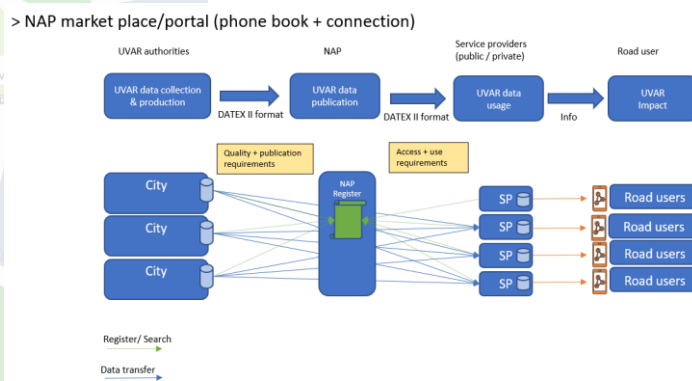 > NAP market place/portal (phone book + connection)
UVAR authorities
NAP
Service providers
(public / private)
Road user
UVAR data collection
& production
UVAR data
publication
UVAR data
usage
UVAR
Impact
DATEX II format
DATEX II format
Info
Quality + publication
requirements
Access + use
requirements
City
City
City
NAP
Register
SP
SP
SP
SP
Road users
Road users
Road users
Road users
Register/ Search
Data transfer